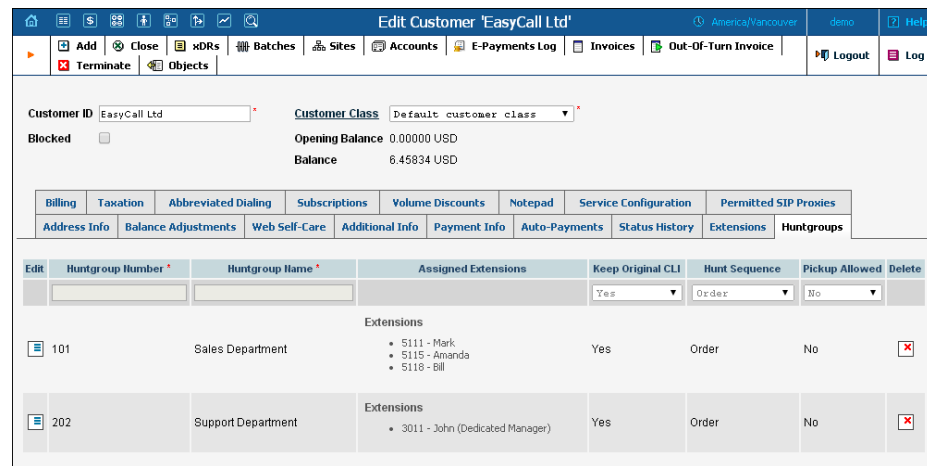 Edit Customer 'EasyCall Ltd' America/Vancouver demo ? Help
Add Close xDRs Batches Sites Accounts E-Payments Log Invoices Out-Of-Turn Invoice Logout Log
Terminate Objects
Customer ID EasyCall Ltd * Customer Class Default customer class *
Blocked Opening Balance 0.00000 USD
Balance 6.45834 USD
Billing Taxation Abbreviated Dialing Subscriptions Volume Discounts Notepad Service Configuration Permitted SIP Proxies
Address Info Balance Adjustments Web Self-Care Additional Info Payment Info Auto-Payments Status History Extensions Huntgroups
Edit Huntgroup Number * Huntgroup Name * Assigned Extensions Keep Original CLI Hunt Sequence Pickup Allowed Delete
Yes Order No
Extensions
101 Sales Department • 5111 - Mark Yes Order No
• 5115 - Amanda
• 5118 - Bill
Extensions
202 Support Department • 3011 - John (Dedicated Manager) Yes Order No